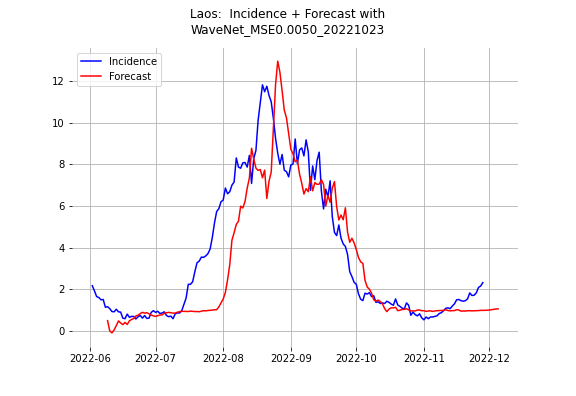 Laos:  Incidence + Forecast with
WaveNet_MSE0.0050_20221023
Incidence
Forecast
12
10
8
6
4
2
0
2022-06 2022-07 2022-08 2022-09 2022-10 2022-11 2022-12